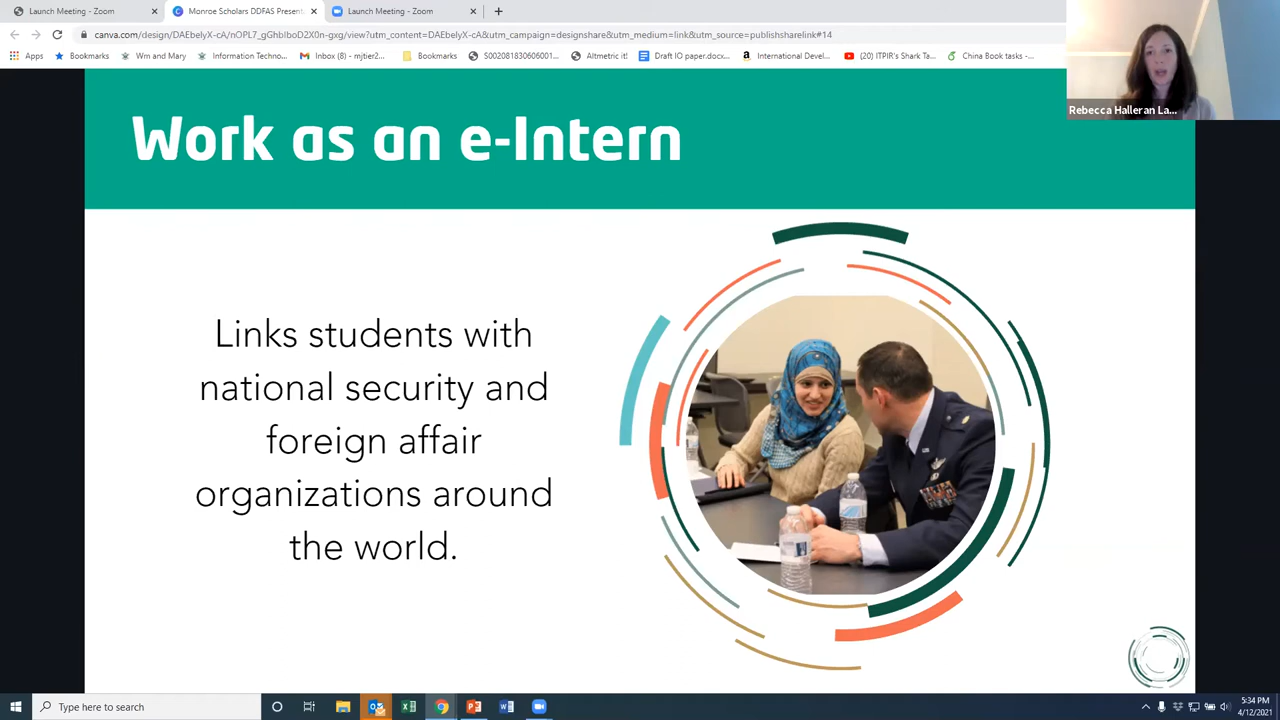 Launch Meeting - Zoom
Monroe Scholars DDFAS Present
Launch Meeting - Zoom
canva.com/design/DAEbelyX-cA/nOPL7_gGhbIboD2X0n-gxg/view?utm_content=DAEbelyX-cA&utm_campaign=designshare&utm_medium=link&utm_source=publishsharelink#14
Apps
Bookmarks
Wm and Mary
Information Techno...
Inbox (8) - mjtier2...
Bookmarks
S002081830606001...
Altmetric it!
Draft IO paper.docx...
International Devel...
(20) ITPIR's Shark Ta...
China Book tasks -...
Rebecca Halleran La...
Work as an e-Intern
Links students with
national security and
foreign affair
organizations around
the world.
Type here to search
5:34 PM
4/12/2021